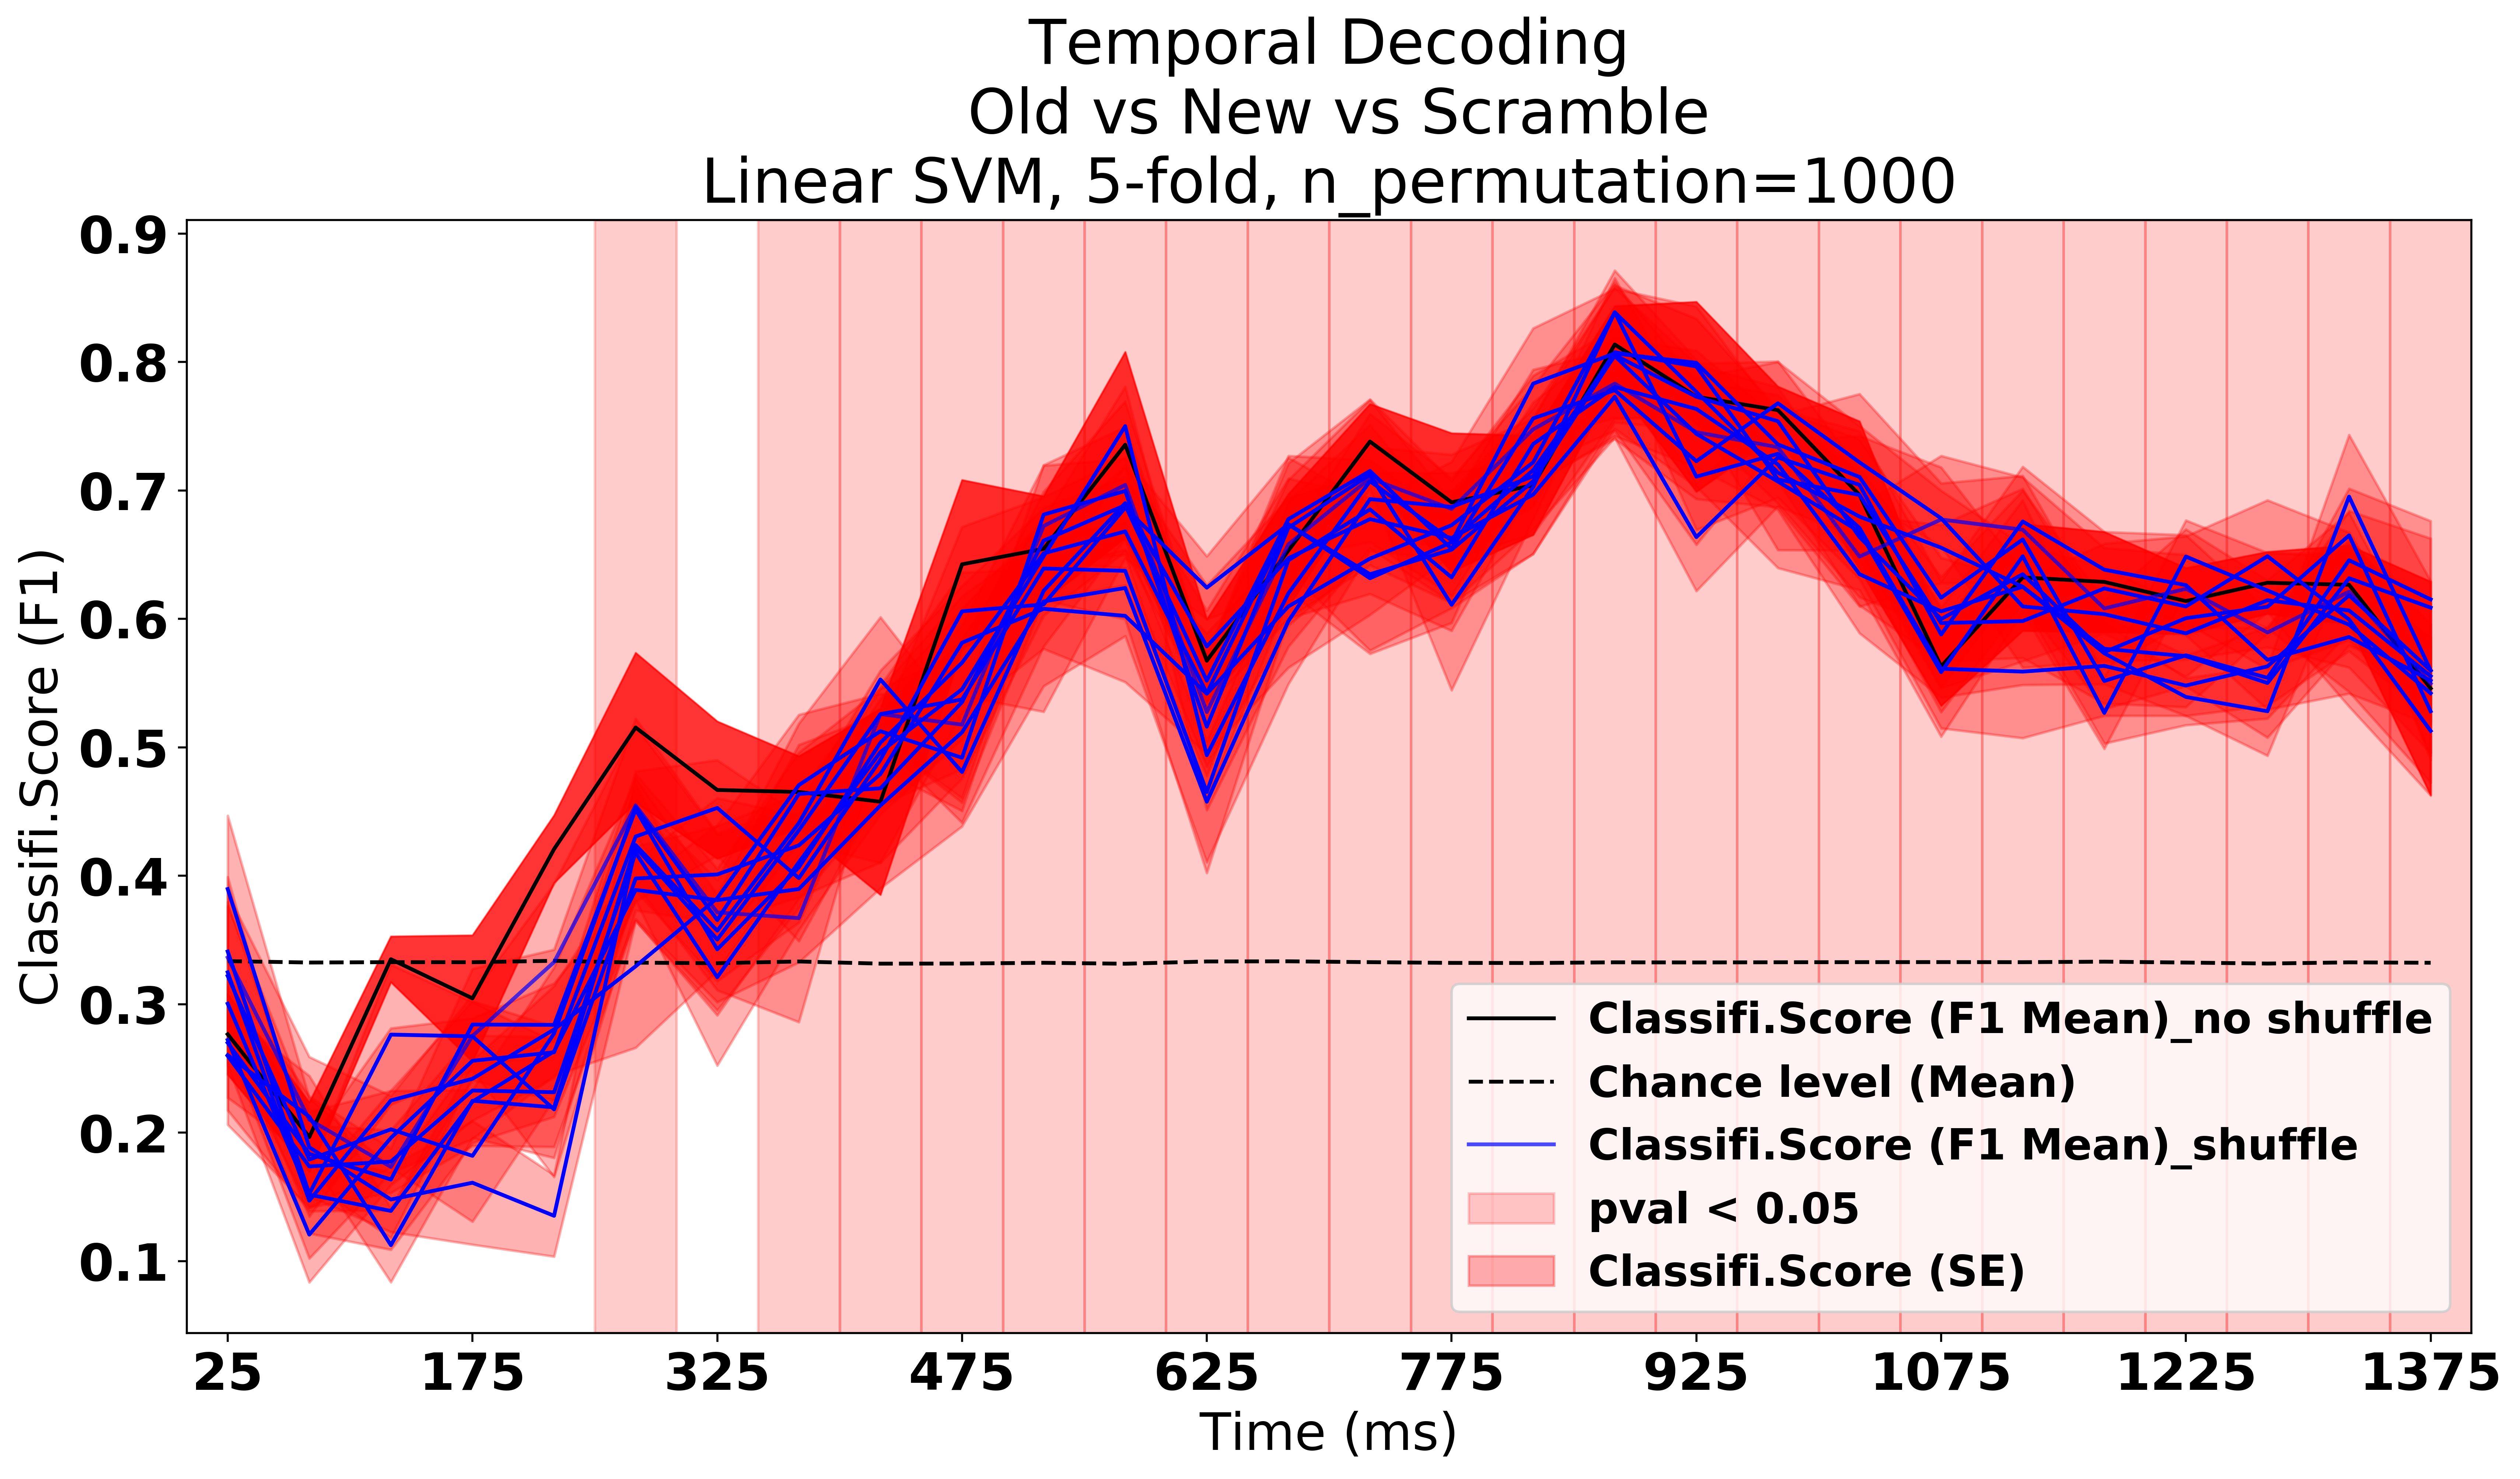 Temporal Decoding
Old vs New vs Scramble
Linear SVM, 5-fold, n_permutation=1000
Classifi.Score (F1)
0.9
0.8
0.7
0.6
0.5
0.4
0.3
0.2
0.1
Classifi.Score (F1 Mean)_no shuffle
Chance level (Mean)
Classifi.Score (F1 Mean)_shuffle
pval < 0.05
Classifi.Score (SE)
25 175 325 475 625 775 925 1075 1225 1375
Time (ms)